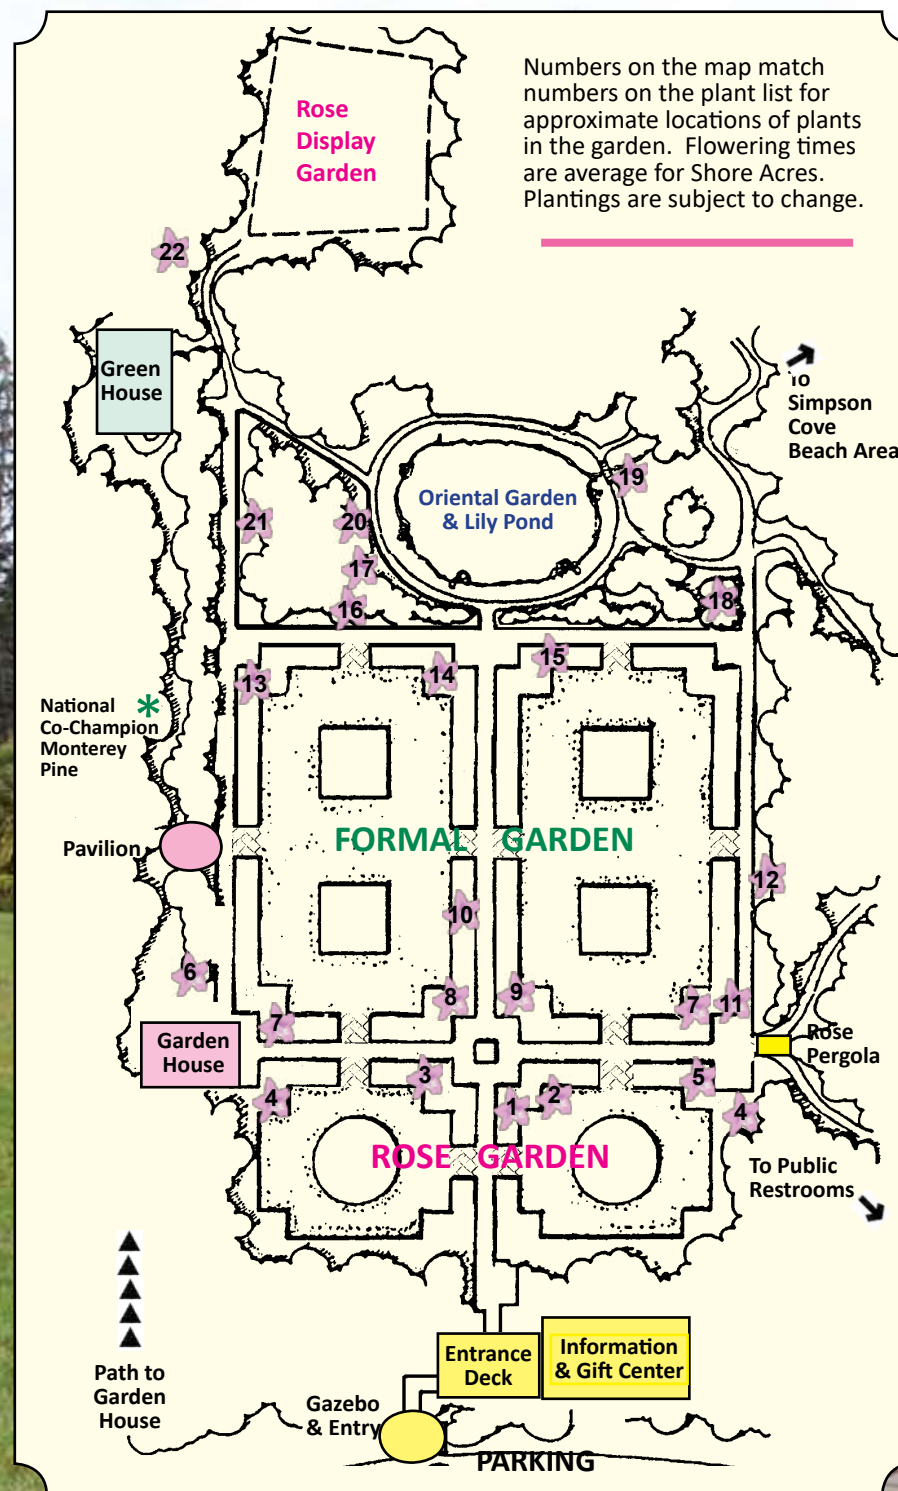 Numbers on the map match
numbers on the plant list for
approximate locations of plants
in the garden.  Flowering times
are average for Shore Acres.
Plantings are subject to change.
Rose
Display
Garden
22
Green
House
To
Simpson
Cove
Beach Area
19
Oriental Garden
& Lily Pond
21
20
17
16
18
15
14
13
National
Co-Champion
Monterey
Pine
*
Pavilion
FORMAL GARDEN
12
10
6
8
9
7
7
11
Garden
House
Rose
Pergola
3
5
4
1
2
4
ROSE GARDEN
To Public
Restrooms
Path to
Garden
House
Entrance
Deck
Information
& Gift Center
Gazebo
& Entry
PARKING